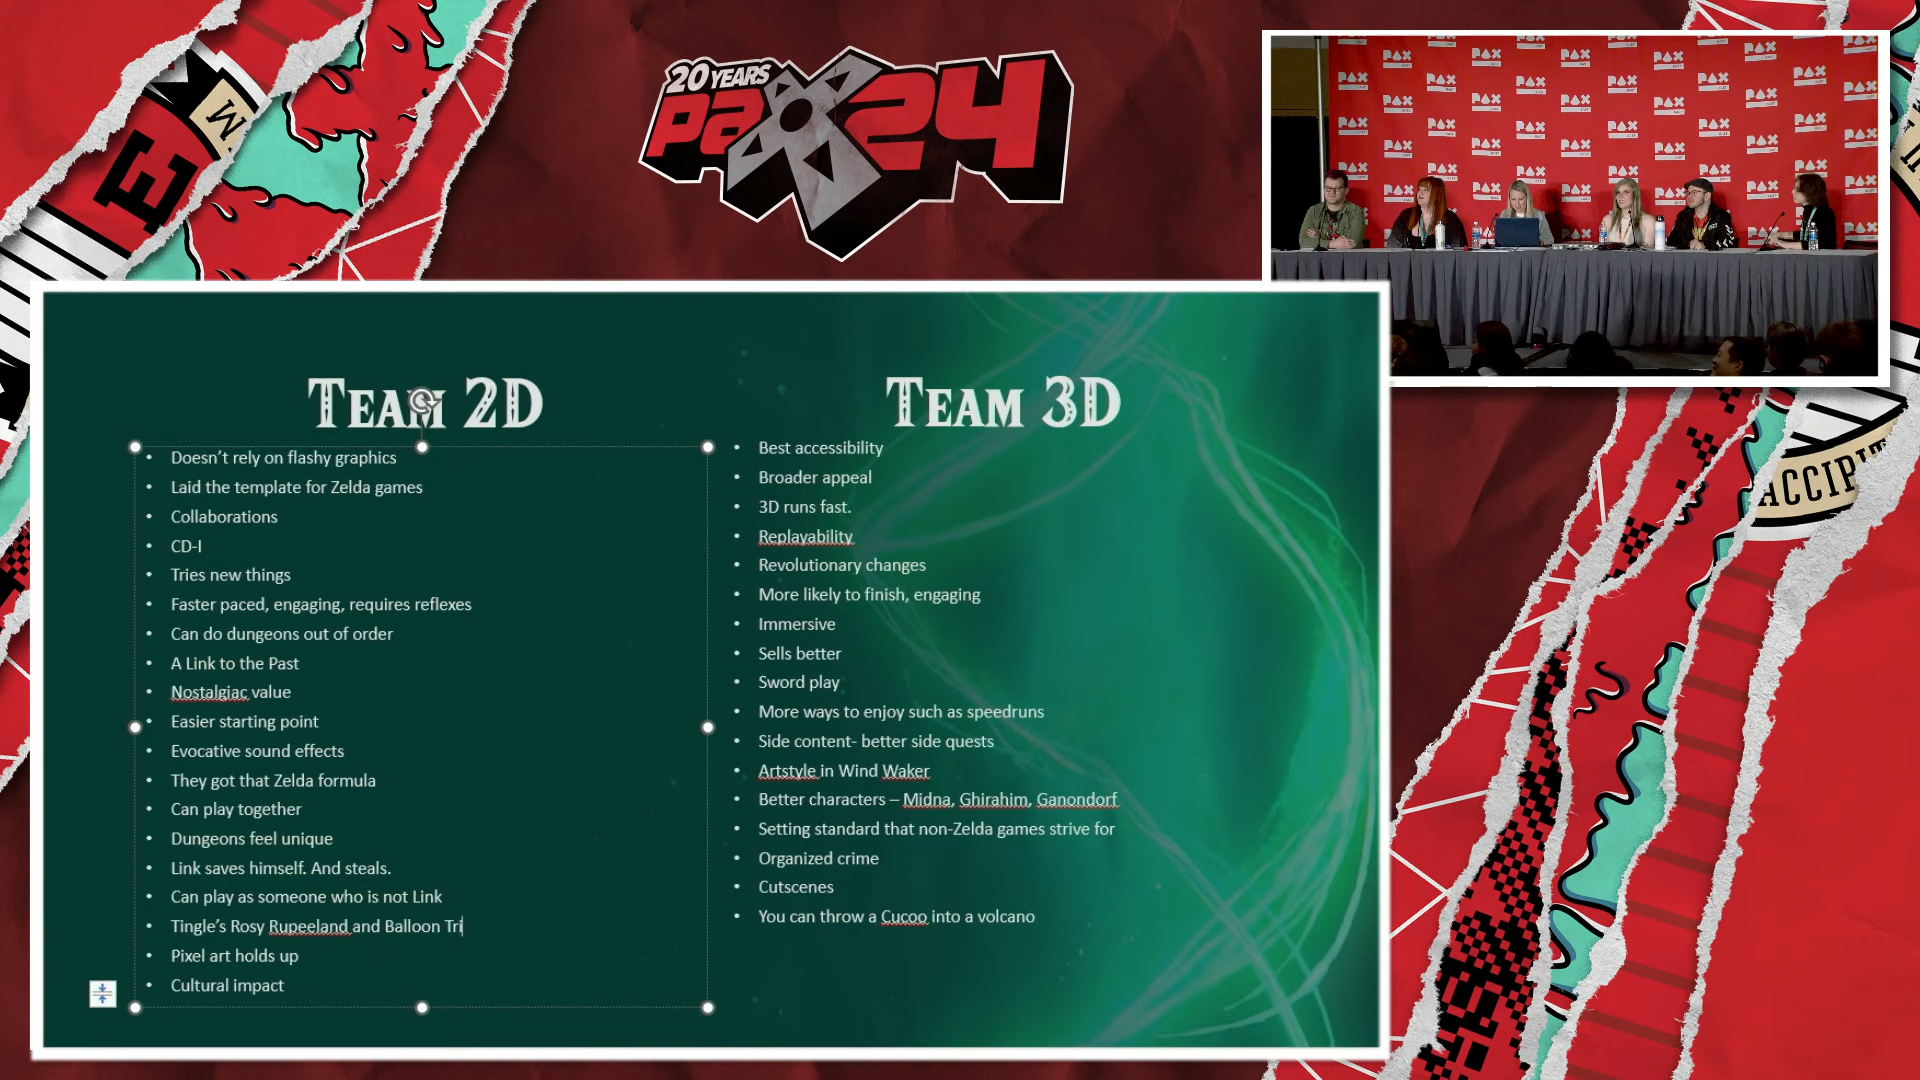 20 YEARS
PAX 24
E
M
Team 2D
• Doesn't rely on flashy graphics
• Laid the template for Zelda games
• Collaborations
• CD-I
• Tries new things
• Faster paced, engaging, requires reflexes
• Can do dungeons out of order
• A Link to the Past
• Nostalgiac value
• Easier starting point
• Evocative sound effects
• They got that Zelda formula
• Can play together
• Dungeons feel unique
• Link saves himself. And steals.
• Can play as someone who is not Link
• Tingle's Rosy Rupeeland and Balloon Tri
• Pixel art holds up
• Cultural impact
Team 3D
• Best accessibility
• Broader appeal
• 3D runs fast.
• Replayability
• Revolutionary changes
• More likely to finish, engaging
• Immersive
• Sells better
• Sword play
• More ways to enjoy such as speedruns
• Side content- better side quests
• Artstyle in Wind Waker
• Better characters – Midna, Ghirahim, Ganondorf
• Setting standard that non-Zelda games strive for
• Organized crime
• Cutscenes
• You can throw a Cucoo into a volcano
PAX
ACCIPIT